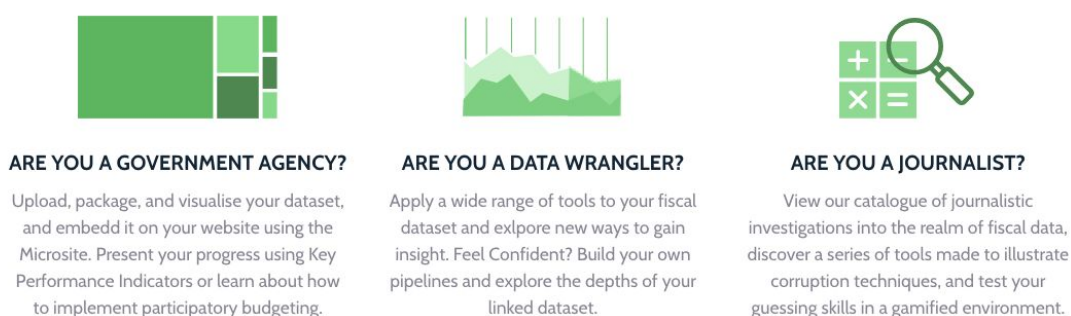 ARE YOU A GOVERNMENT AGENCY?
Upload, package, and visualise your dataset,
and embedd it on your website using the
Microsite. Present your progress using Key
Performance Indicators or learn about how
to implement participatory budgeting.
ARE YOU A DATA WRANGLER?
Apply a wide range of tools to your fiscal
dataset and exlpore new ways to gain
insight. Feel Confident? Build your own
pipelines and explore the depths of your
linked dataset.
ARE YOU A JOURNALIST?
View our catalogue of journalistic
investigations into the realm of fiscal data,
discover a series of tools made to illustrate
corruption techniques, and test your
guessing skills in a gamified environment.